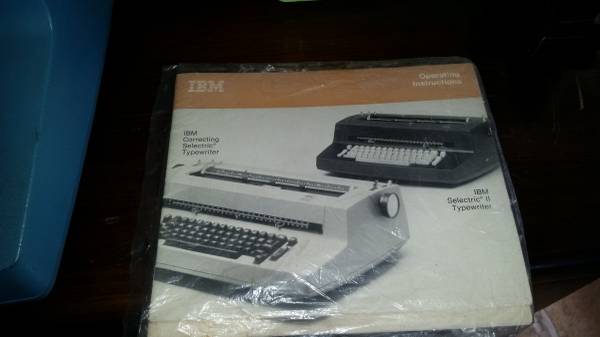 IBM
Operating
Instructions
IBM
Correcting
Selectric®
Typewriter
IBM
Selectric® II
Typewriter